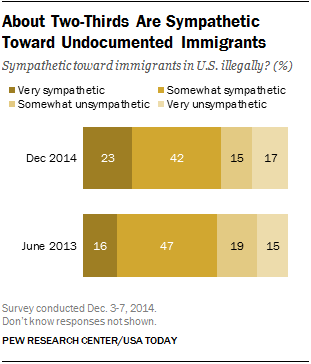 About Two-Thirds Are Sympathetic
Toward Undocumented Immigrants
Sympathetic toward immigrants in U.S. illegally? (%)
Very sympathetic Somewhat sympathetic
Somewhat unsympathetic Very unsympathetic
Dec 2014 23 42 15 17
June 2013 16 47 19 15
Survey conducted Dec. 3-7, 2014.
Don't know responses not shown.
PEW RESEARCH CENTER/USA TODAY